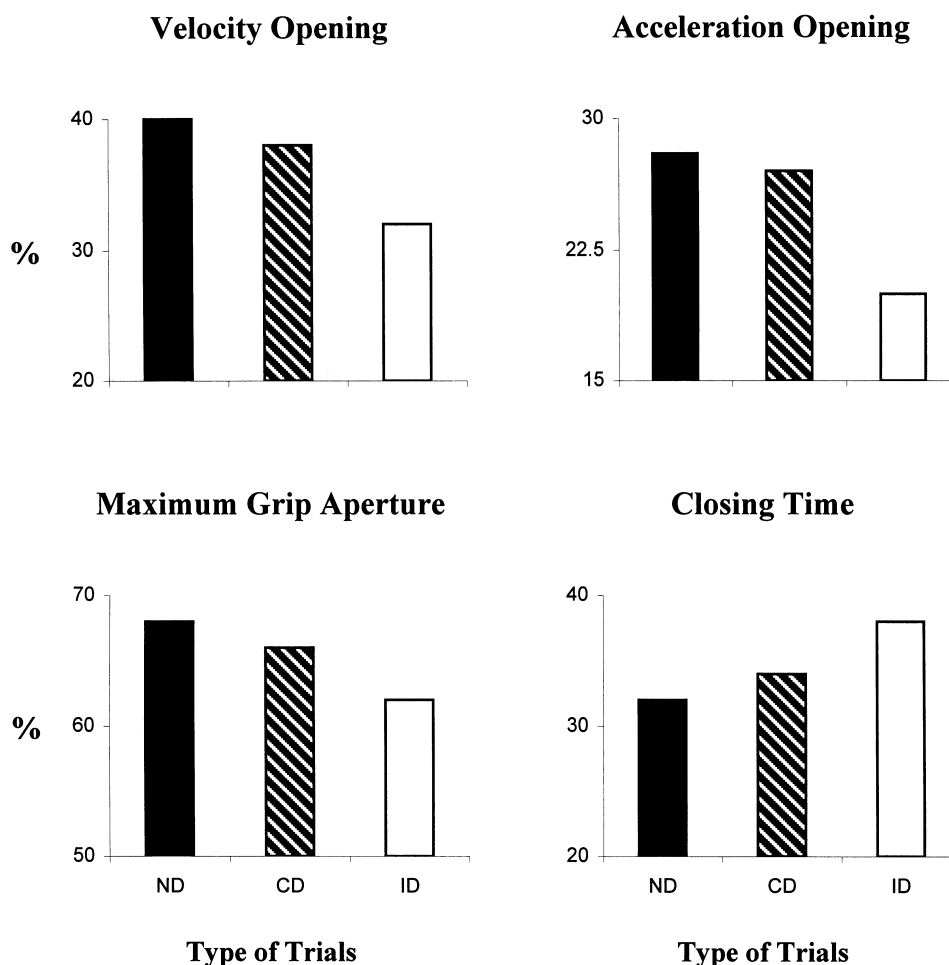 Velocity Opening
Acceleration Opening
40
30
20
%
30
22.5
15
Maximum Grip Aperture
Closing Time
70
60
50
%
ND CD ID
40
30
20
ND CD ID
Type of Trials
Type of Trials